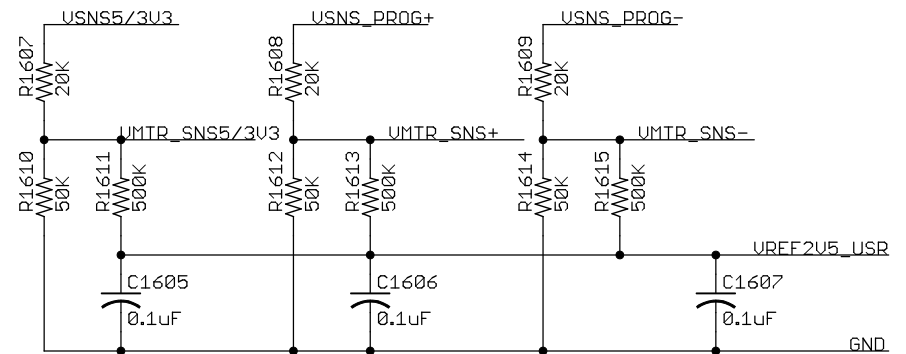 VSNS5/3V3
VSNS_PROG+
VSNS_PROG-
R1607
20K
R1608
20K
R1609
20K
VMTR_SNS5/3V3
VMTR_SNS+
VMTR_SNS-
R1610
50K
R1611
500K
R1612
50K
R1613
500K
R1614
50K
R1615
500K
VREF2V5_USR
C1605
0.1uF
C1606
0.1uF
C1607
0.1uF
GND